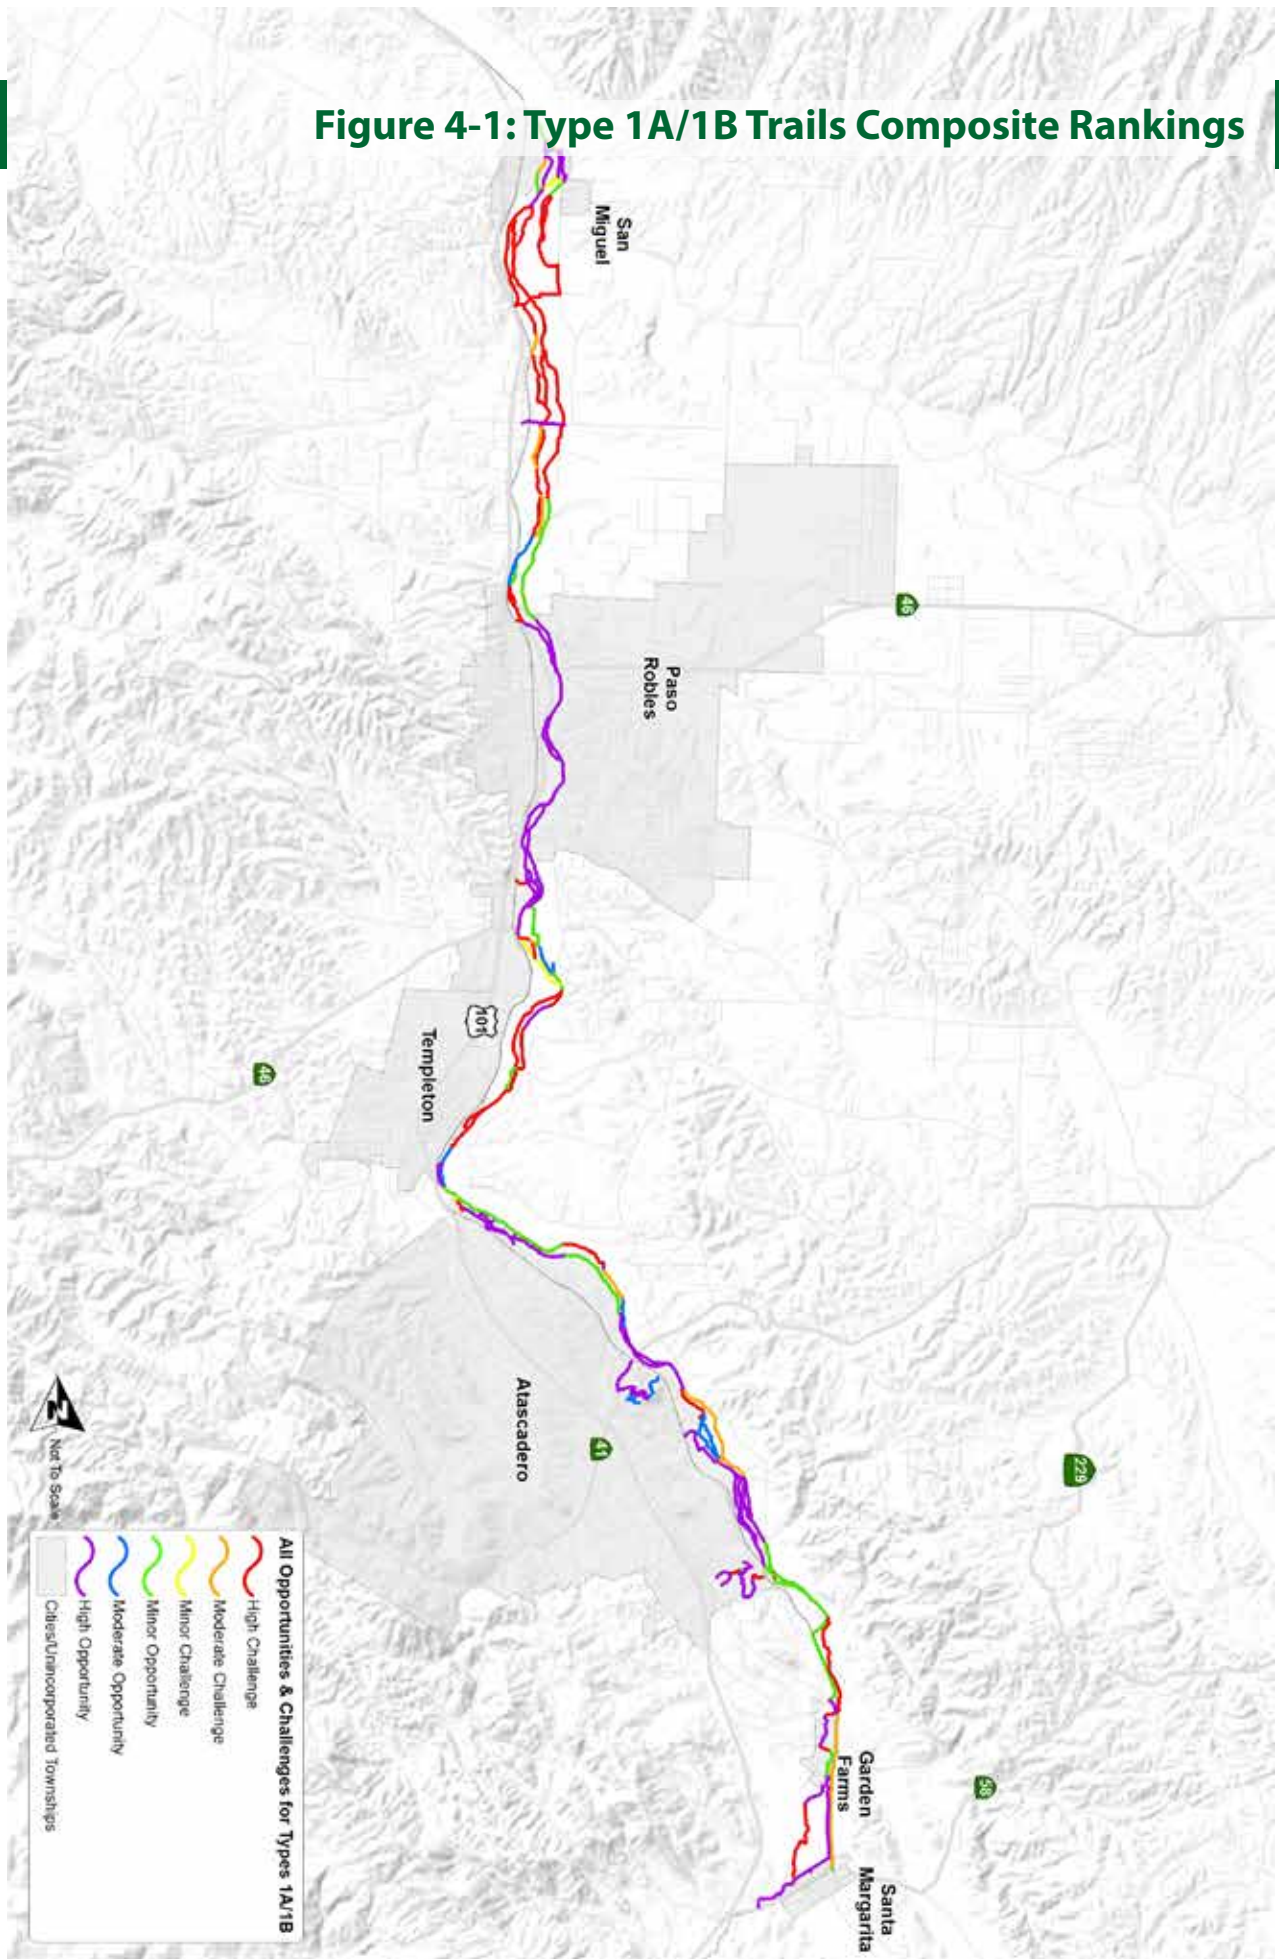 Figure 4-1: Type 1A/1B Trails Composite Rankings
San
Miguel
46
Paso
Robles
101
Templeton
46
Atascadero
41
229
Garden
Farms
58
Santa
Margarita
Z
Not To Scale
All Opportunities & Challenges for Types 1A/1B
High Challenge
Moderate Challenge
Minor Challenge
Minor Opportunity
Moderate Opportunity
High Opportunity
Cities/Unincorporated Townships